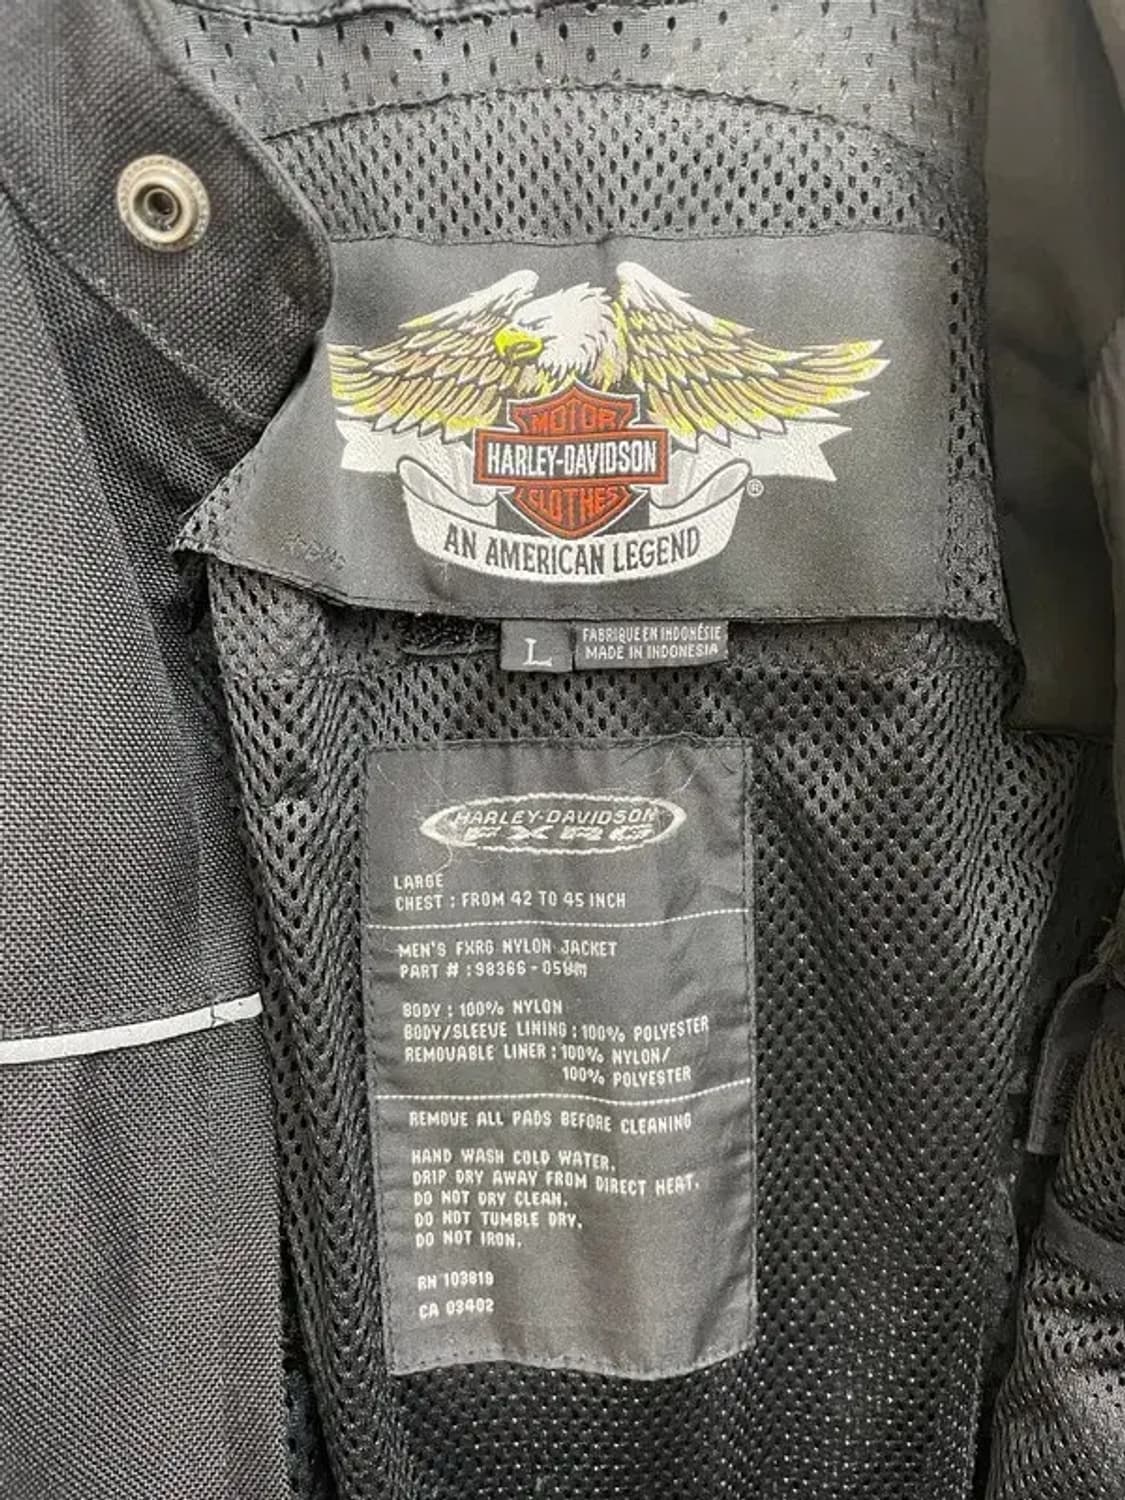 MOTOR
HARLEY-DAVIDSON
CLOTHES
®
AN AMERICAN LEGEND
L
FABRIQUE EN INDONÉSIE
MADE IN INDONESIA
HARLEY-DAVIDSON
FXRG
LARGE
CHEST : FROM 42 TO 45 INCH
MEN'S FXRG NYLON JACKET
PART # : 98366-05VM
BODY : 100% NYLON
BODY/SLEEVE LINING : 100% POLYESTER
REMOVABLE LINER : 100% NYLON/
100% POLYESTER
REMOVE ALL PADS BEFORE CLEANING
HAND WASH COLD WATER.
DRIP DRY AWAY FROM DIRECT HEAT.
DO NOT DRY CLEAN.
DO NOT TUMBLE DRY.
DO NOT IRON.
RN 103819
CA 03402